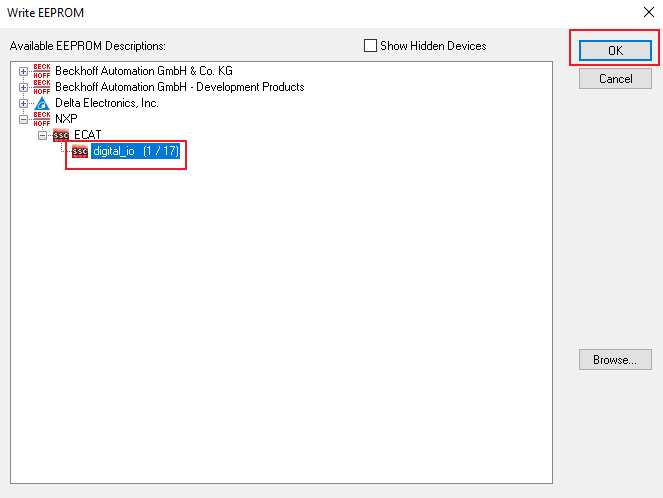 Write EEPROM
Available EEPROM Descriptions:
Show Hidden Devices
OK
BECK HOFF Beckhoff Automation GmbH & Co. KG
Cancel
BECK HOFF Beckhoff Automation GmbH - Development Products
Delta Electronics, Inc.
BECK HOFF NXP
ssc ECAT
ssc digital_io (1 / 17)
Browse...